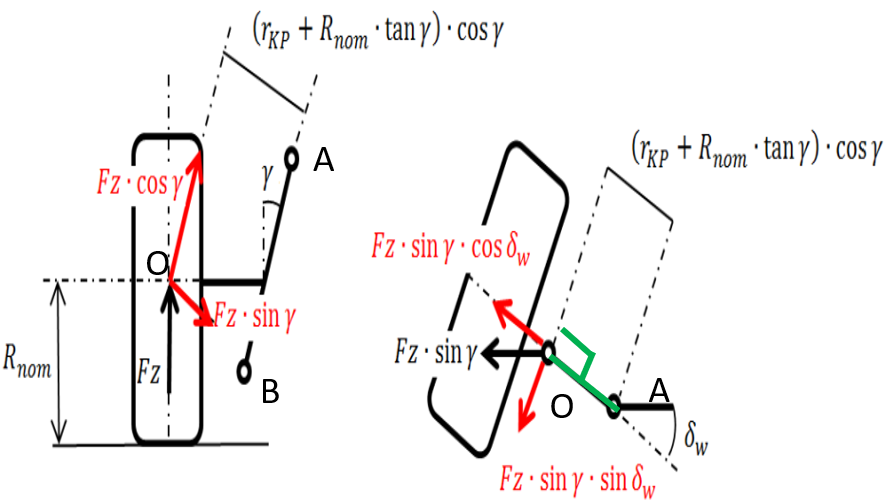 (r_KP + R_nom · tan γ) · cos γ
A
γ
Fz · cos γ
O
Fz · sin γ
R_nom
Fz
B
(r_KP + R_nom · tan γ) · cos γ
Fz · sin γ · cos δ_w
Fz · sin γ
O
A
δ_w
Fz · sin γ · sin δ_w